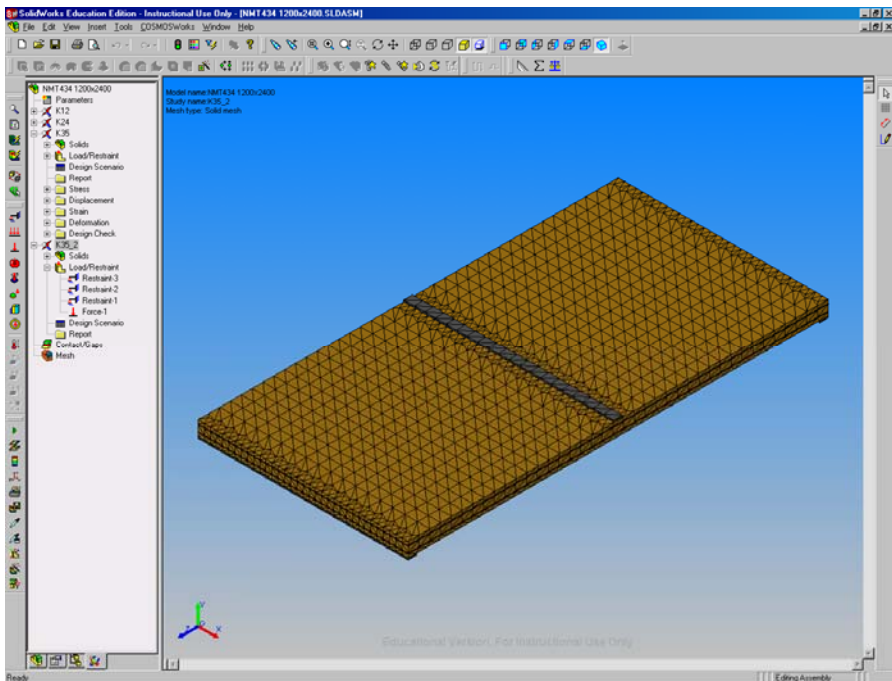 SolidWorks Education Edition - Instructional Use Only - [NMT434 1200x2400.SLDASM]
File Edit View Insert Tools COSMOSWorks Window Help
NMT434 1200x2400
Parameters
K12
K24
K35
Solids
Load/Restraint
Design Scenario
Report
Stress
Displacement
Strain
Deformation
Design Check
K35_2
Solids
Load/Restraint
Restraint-3
Restraint-2
Restraint-1
Force-1
Design Scenario
Report
Contact/Gaps
Mesh
Model name:NMT434 1200x2400
Study name:K35_2
Mesh type: Solid mesh
Y
X
Educational Version. For Instructional Use Only
Ready
Editing Assembly